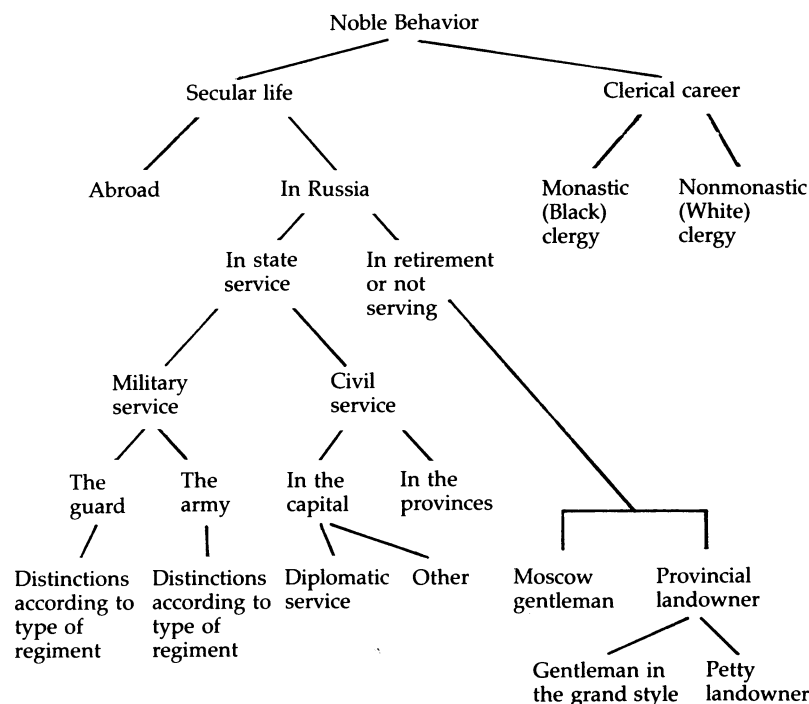 Noble Behavior
Secular life
Clerical career
Abroad
In Russia
Monastic
(Black)
clergy
Nonmonastic
(White)
clergy
In state
service
In retirement
or not
serving
Military
service
Civil
service
The
guard
The
army
In the
capital
In the
provinces
Distinctions
according to
type of
regiment
Distinctions
according to
type of
regiment
Diplomatic
service
Other
Moscow
gentleman
Provincial
landowner
Gentleman in
the grand style
Petty
landowner